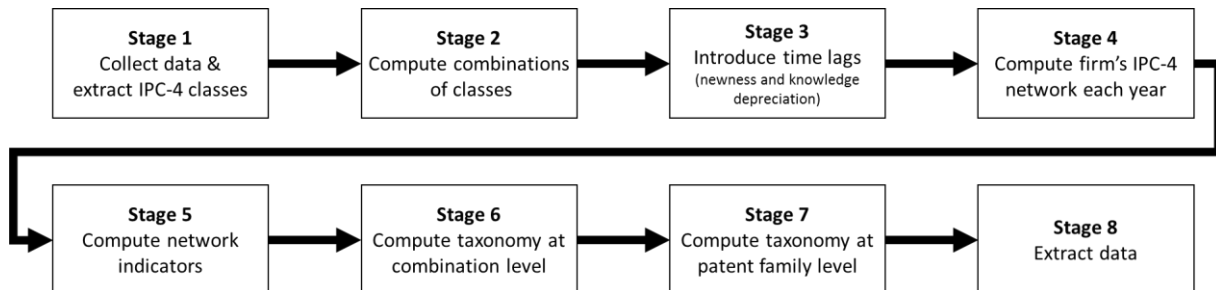 Stage 1
Collect data &
extract IPC-4 classes
Stage 2
Compute combinations
of classes
Stage 3
Introduce time lags
(newness and knowledge
depreciation)
Stage 4
Compute firm's IPC-4
network each year
Stage 5
Compute network
indicators
Stage 6
Compute taxonomy at
combination level
Stage 7
Compute taxonomy at
patent family level
Stage 8
Extract data